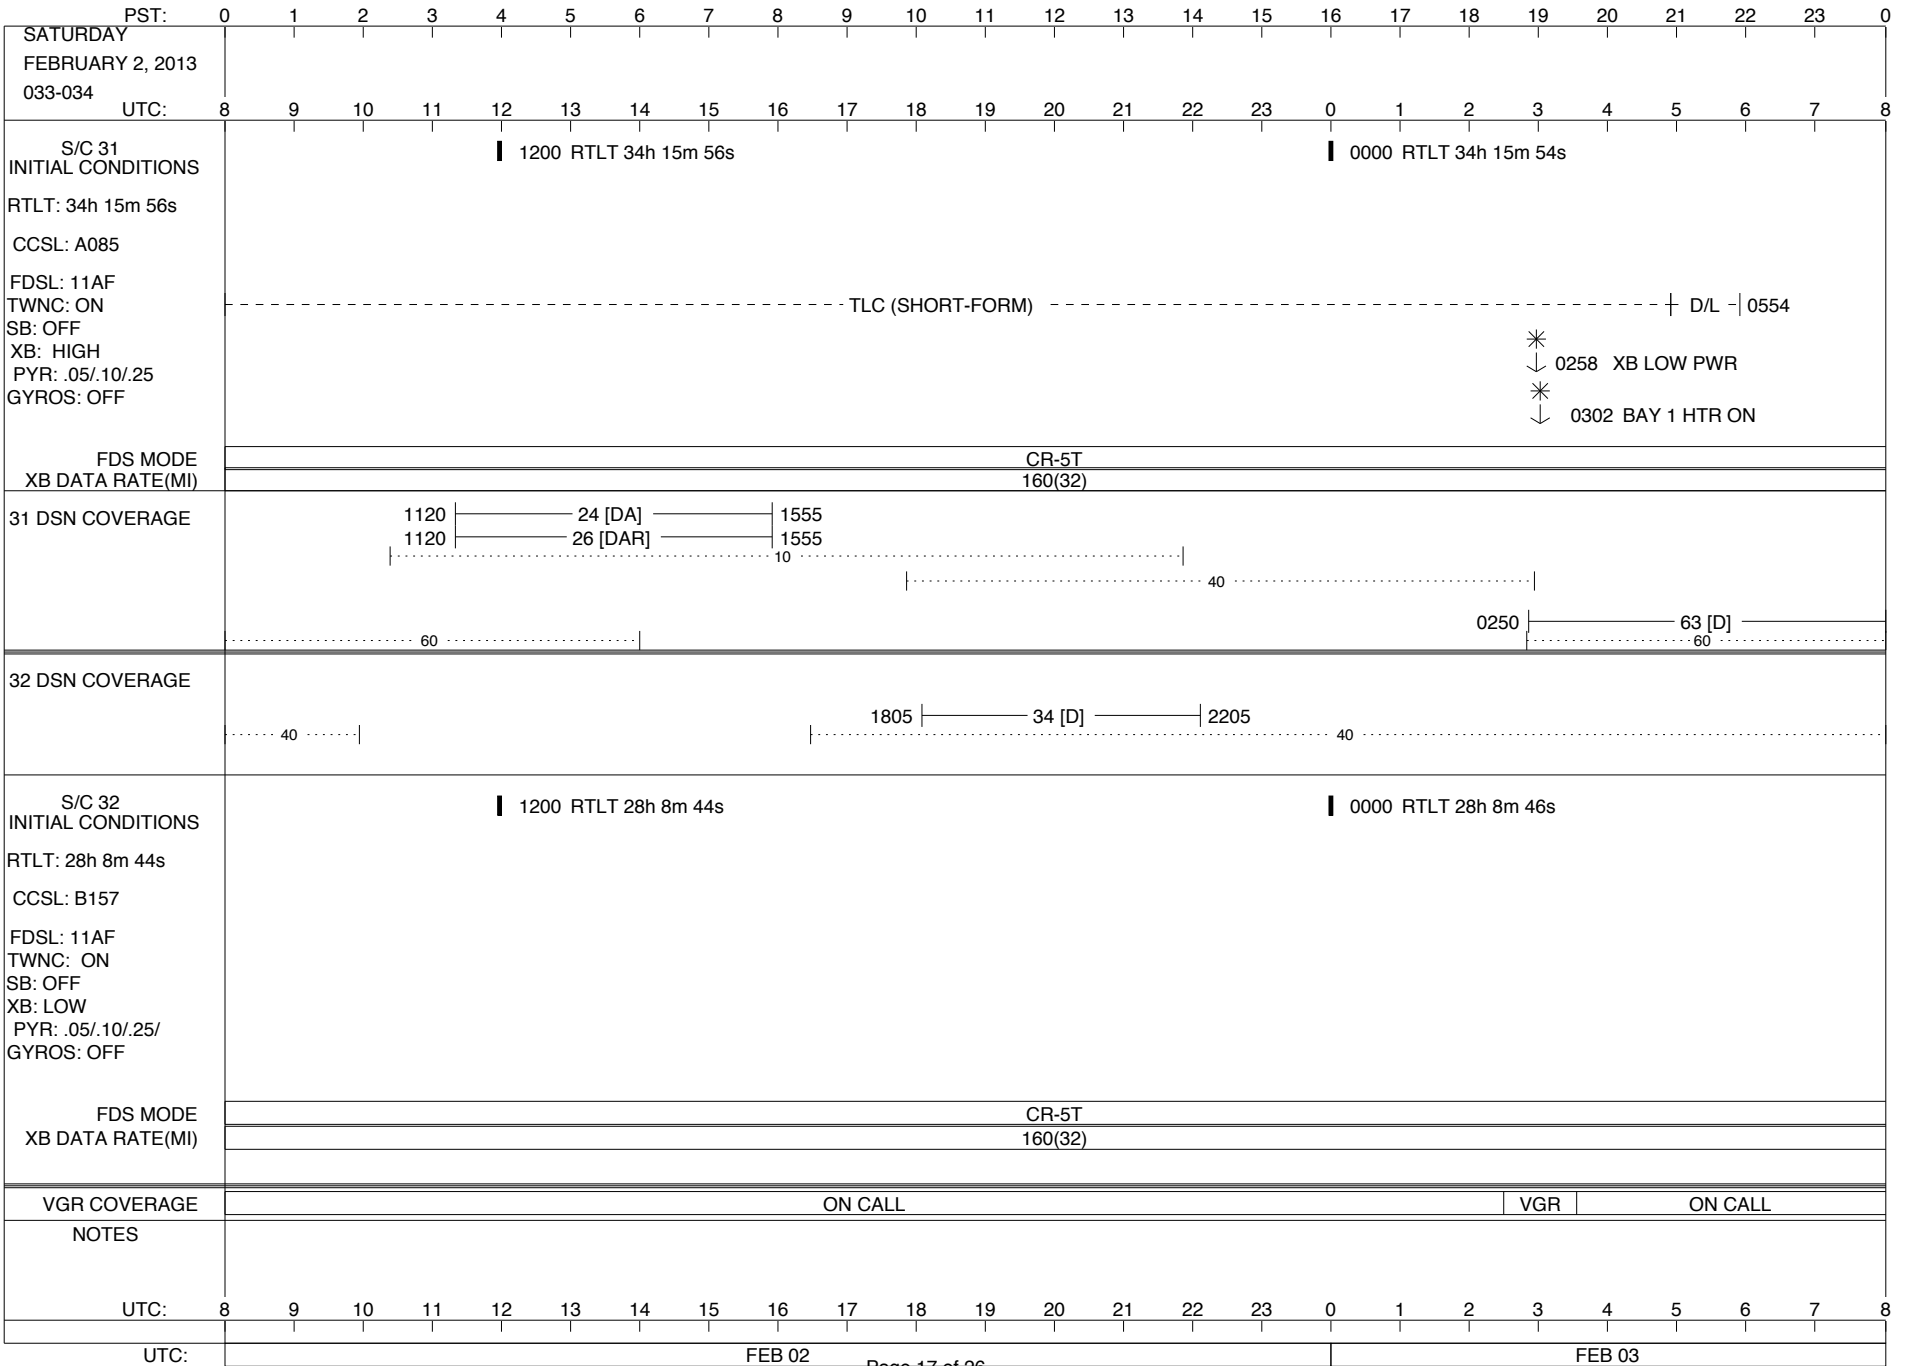 PST: 0 1 2 3 4 5 6 7 8 9 10 11 12 13 14 15 16 17 18 19 20 21 22 23 0
SATURDAY
FEBRUARY 2, 2013
033-034
UTC: 8 9 10 11 12 13 14 15 16 17 18 19 20 21 22 23 0 1 2 3 4 5 6 7 8
S/C 31
INITIAL CONDITIONS
1200 RTLT 34h 15m 56s 0000 RTLT 34h 15m 54s
RTLT: 34h 15m 56s
CCSL: A085
FDSL: 11AF
TWNC: ON
TLC (SHORT-FORM) D/L 0554
SB: OFF
XB: HIGH
0258 XB LOW PWR
PYR: .05/.10/.25
GYROS: OFF
0302 BAY 1 HTR ON
FDS MODE CR-5T
XB DATA RATE(MI) 160(32)
31 DSN COVERAGE
1120 24 [DA] 1555
1120 26 [DAR] 1555
10
40
0250 63 [D]
60 60
32 DSN COVERAGE
1805 34 [D] 2205
40 40
S/C 32
INITIAL CONDITIONS
1200 RTLT 28h 8m 44s 0000 RTLT 28h 8m 46s
RTLT: 28h 8m 44s
CCSL: B157
FDSL: 11AF
TWNC: ON
SB: OFF
XB: LOW
PYR: .05/.10/.25/
GYROS: OFF
FDS MODE CR-5T
XB DATA RATE(MI) 160(32)
VGR COVERAGE ON CALL VGR ON CALL
NOTES
UTC: 8 9 10 11 12 13 14 15 16 17 18 19 20 21 22 23 0 1 2 3 4 5 6 7 8
UTC: FEB 02 FEB 03
Page 17 of 26